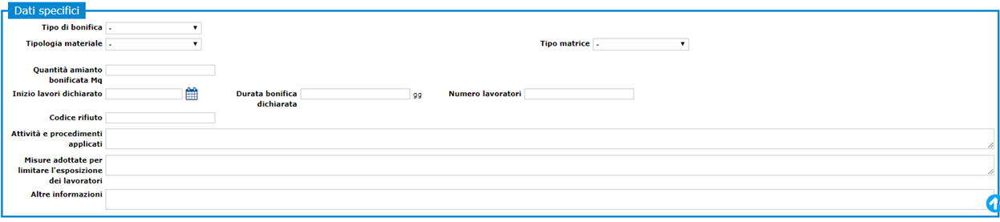 Dati specifici
Tipo di bonifica -
Tipologia materiale - Tipo matrice -
Quantità amianto
bonificata Mq
Inizio lavori dichiarato Durata bonifica gg Numero lavoratori
dichiarata
Codice rifiuto
Attività e procedimenti
applicati
Misure adottate per
limitare l'esposizione
dei lavoratori
Altre informazioni